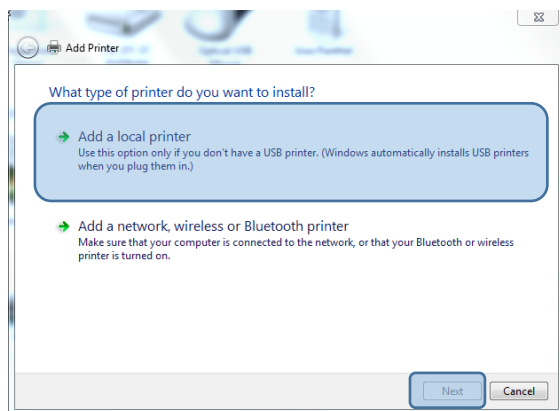 Add Printer
What type of printer do you want to install?
Add a local printer
Use this option only if you don't have a USB printer. (Windows automatically installs USB printers
when you plug them in.)
Add a network, wireless or Bluetooth printer
Make sure that your computer is connected to the network, or that your Bluetooth or wireless
printer is turned on.
Next Cancel